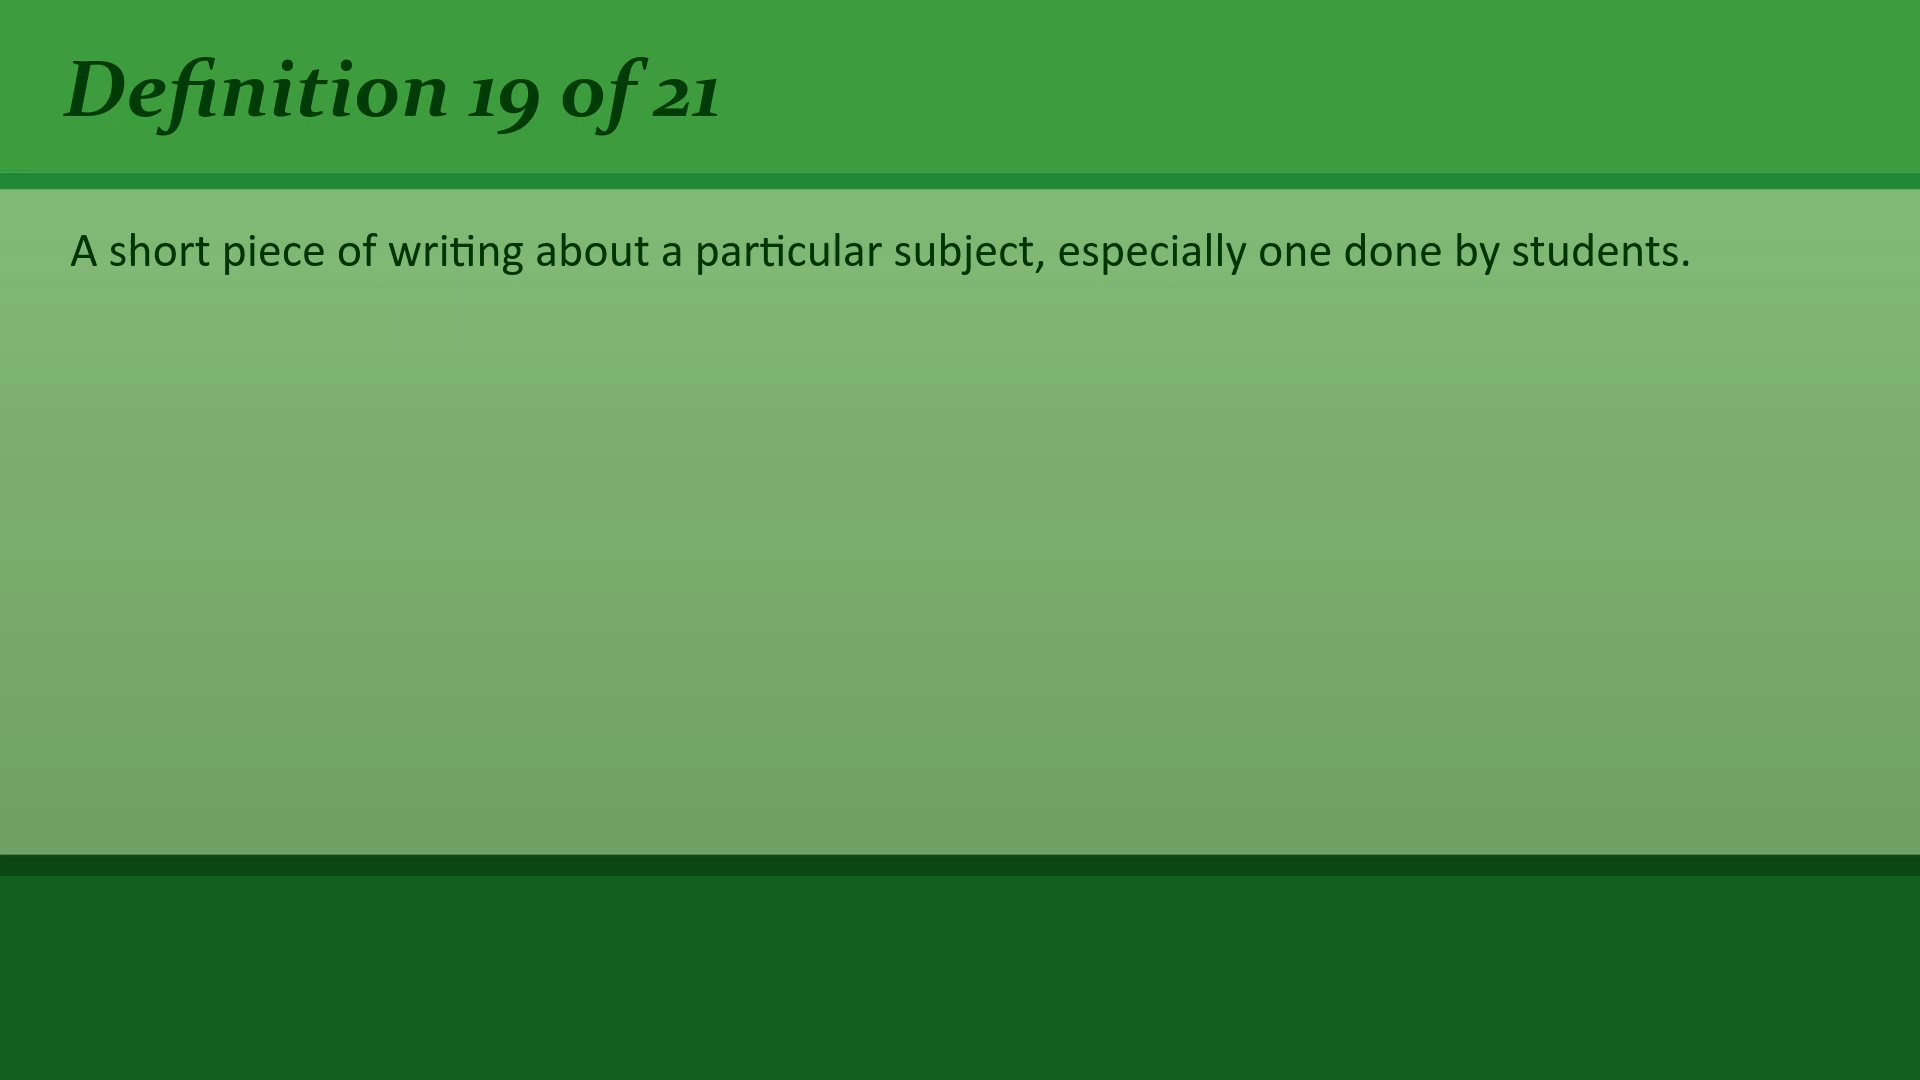 Definition 19 of 21
A short piece of writing about a particular subject, especially one done by students.